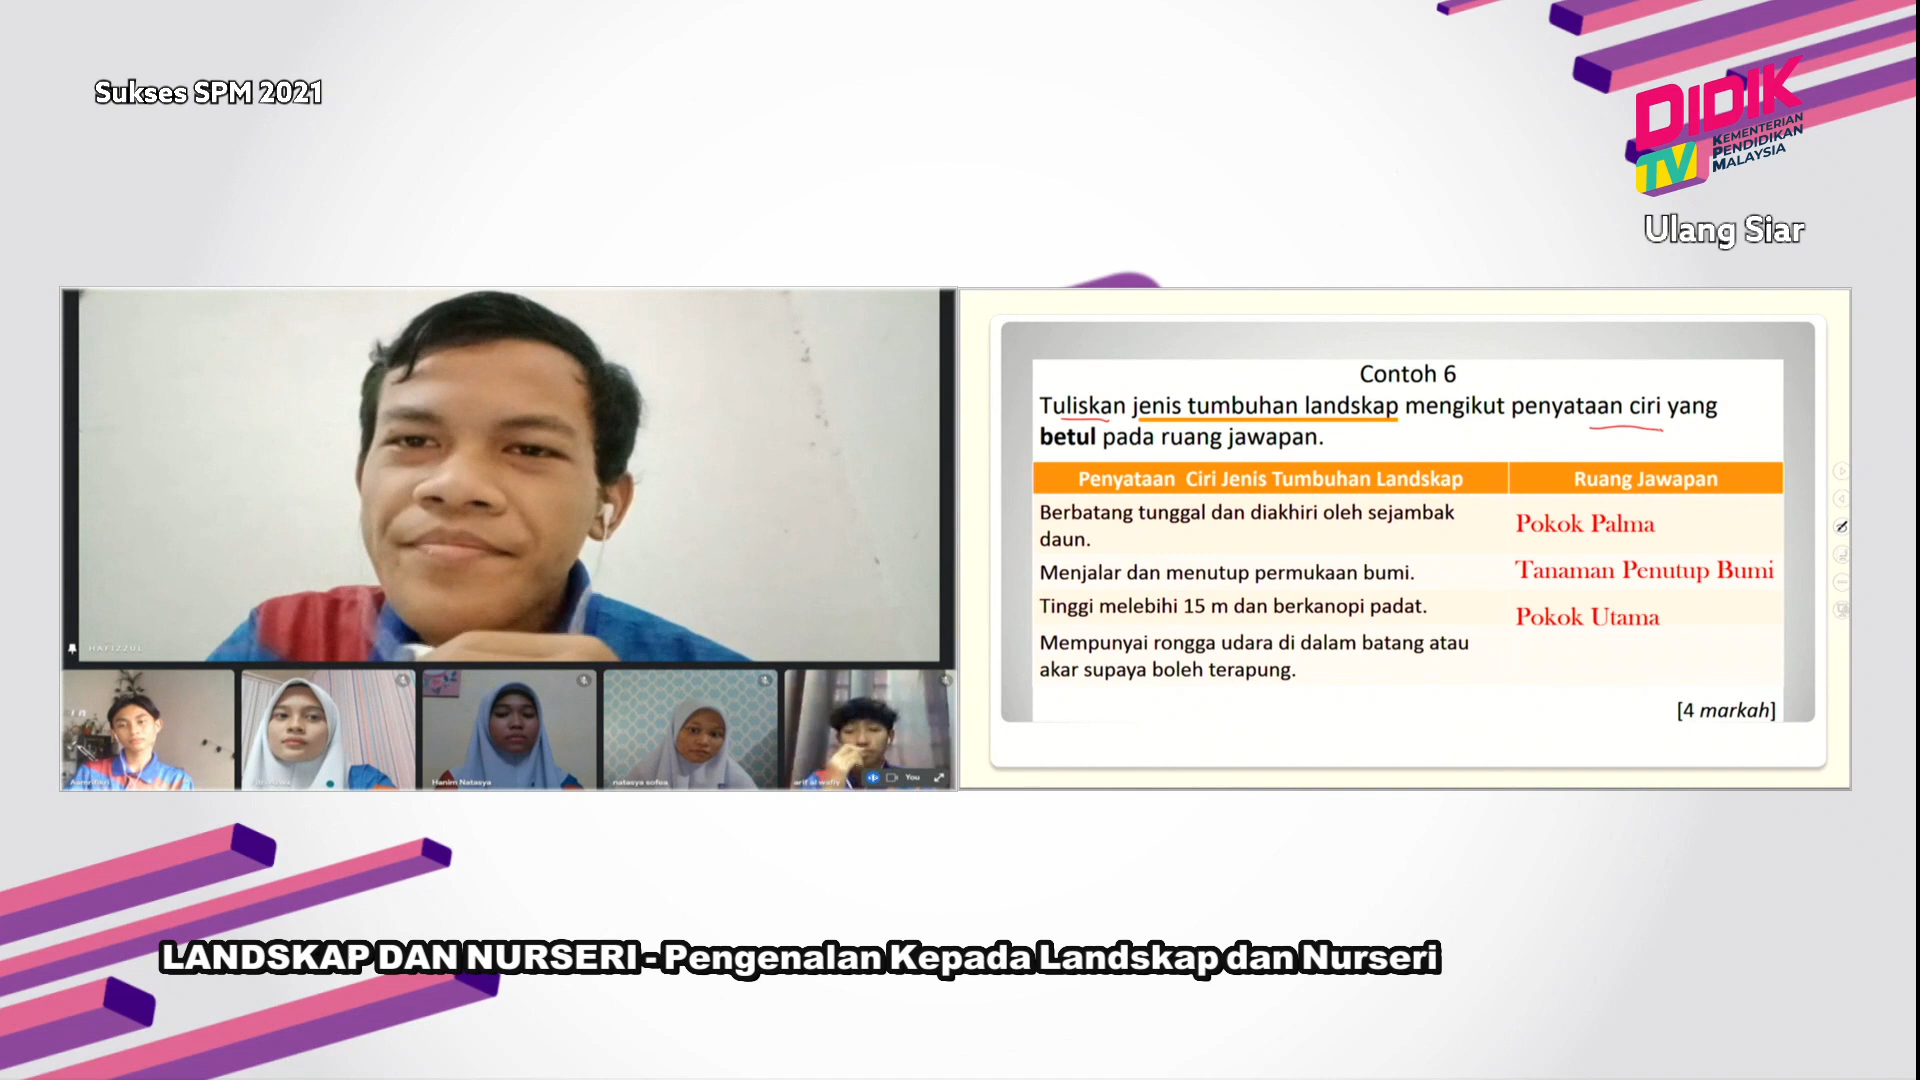 Sukses SPM 2021
DIDIK
TV
KEMENTERIAN
PENDIDIKAN
MALAYSIA
Ulang Siar
HAFIZZUL
Hanim Natasya
natasya sofea
arif al wafiy
You
Contoh 6
Tuliskan jenis tumbuhan landskap mengikut penyataan ciri yang
betul pada ruang jawapan.
Penyataan Ciri Jenis Tumbuhan Landskap
Ruang Jawapan
Berbatang tunggal dan diakhiri oleh sejambak
daun.
Pokok Palma
Menjalar dan menutup permukaan bumi.
Tanaman Penutup Bumi
Tinggi melebihi 15 m dan berkanopi padat.
Pokok Utama
Mempunyai rongga udara di dalam batang atau
akar supaya boleh terapung.
[4 markah]
LANDSKAP DAN NURSERI - Pengenalan Kepada Landskap dan Nurseri